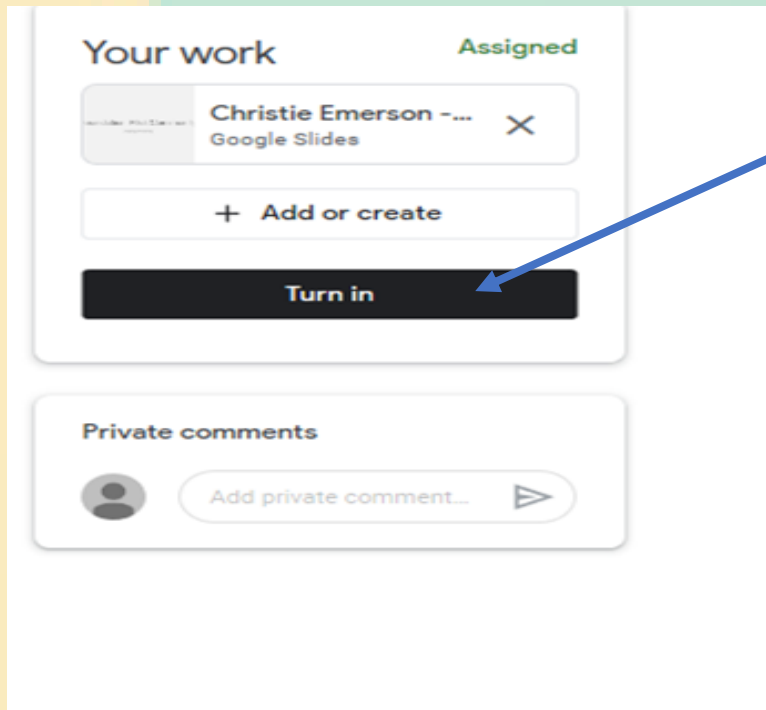 Your work
Assigned
Christie Emerson -...
Google Slides
+ Add or create
Turn in
Private comments
Add private comment...